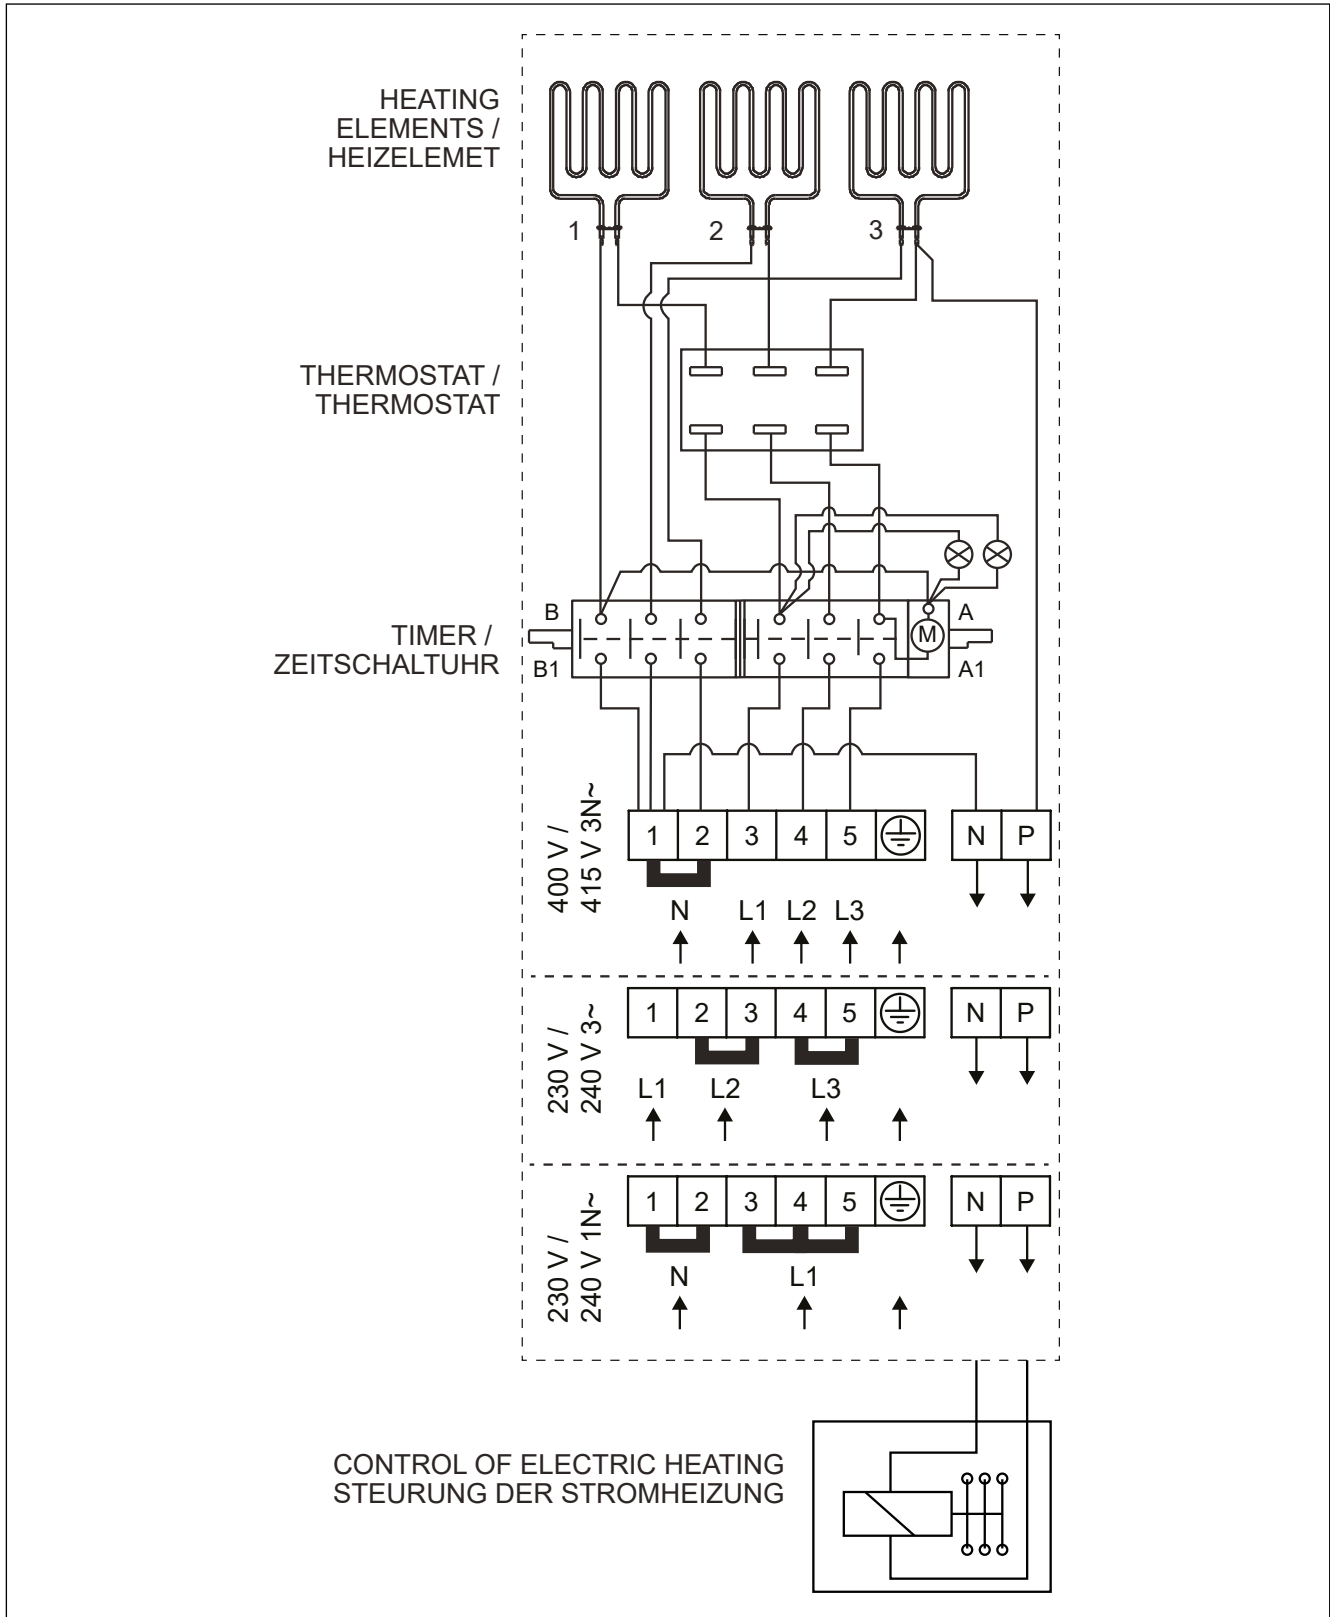 HEATING
ELEMENTS /
HEIZELEMET
1
2
3
THERMOSTAT /
THERMOSTAT
TIMER /
ZEITSCHALTUHR
B
B1
M
A
A1
400 V /
415 V 3N~
1 2 3 4 5 N P
N L1 L2 L3
230 V /
240 V 3~
1 2 3 4 5 N P
L1 L2 L3
230 V /
240 V 1N~
1 2 3 4 5 N P
N L1
CONTROL OF ELECTRIC HEATING
STEURUNG DER STROMHEIZUNG